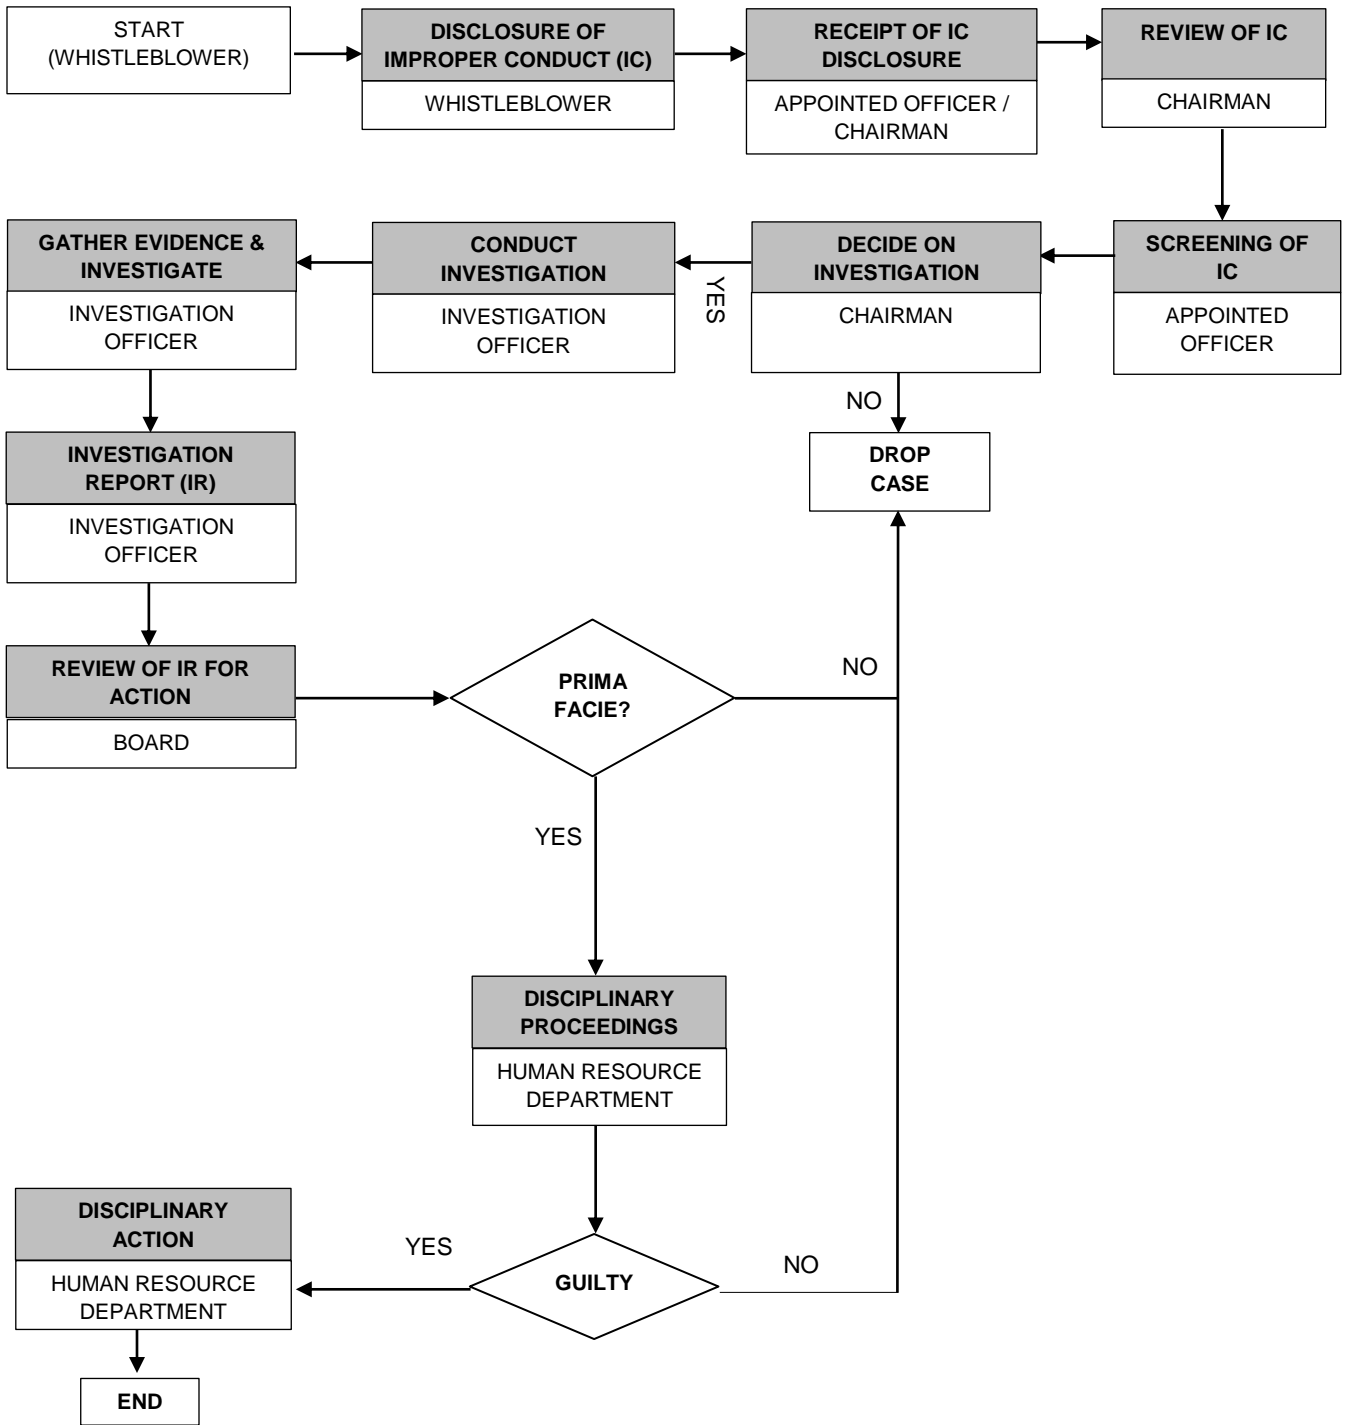 START
(WHISTLEBLOWER)
DISCLOSURE OF
IMPROPER CONDUCT (IC)
WHISTLEBLOWER
RECEIPT OF IC
DISCLOSURE
APPOINTED OFFICER /
CHAIRMAN
REVIEW OF IC
CHAIRMAN
SCREENING OF
IC
APPOINTED
OFFICER
DECIDE ON
INVESTIGATION
CHAIRMAN
YES
CONDUCT
INVESTIGATION
INVESTIGATION
OFFICER
GATHER EVIDENCE &
INVESTIGATE
INVESTIGATION
OFFICER
NO
DROP
CASE
INVESTIGATION
REPORT (IR)
INVESTIGATION
OFFICER
REVIEW OF IR FOR
ACTION
BOARD
PRIMA
FACIE?
NO
YES
DISCIPLINARY
PROCEEDINGS
HUMAN RESOURCE
DEPARTMENT
GUILTY
NO
YES
DISCIPLINARY
ACTION
HUMAN RESOURCE
DEPARTMENT
END